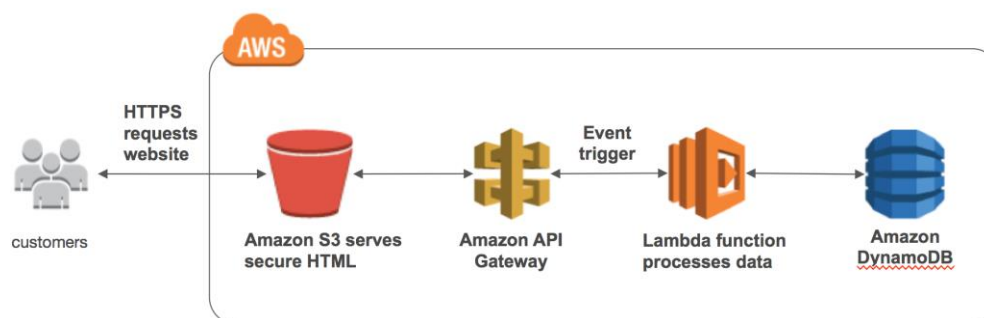 AWS
HTTPS
requests
website
Event
trigger
customers
Amazon S3 serves
secure HTML
Amazon API
Gateway
Lambda function
processes data
Amazon
DynamoDB